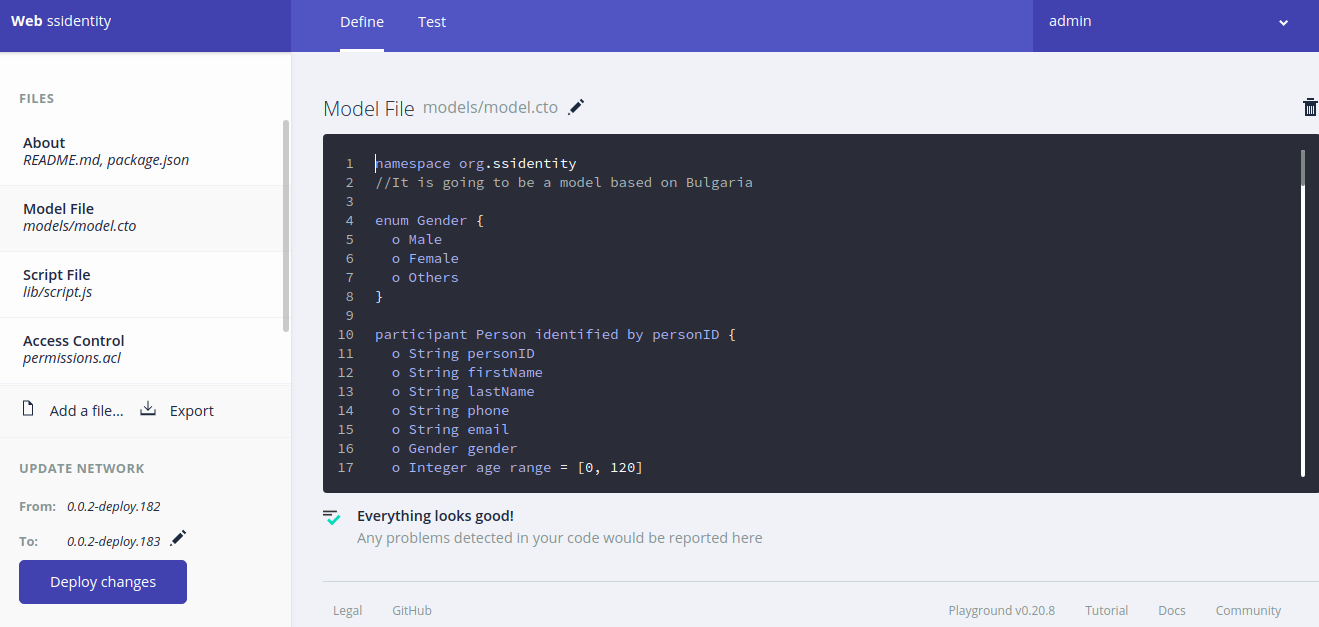 Web ssidentity
Define
Test
admin
FILES
About
README.md, package.json
Model File
models/model.cto
Script File
lib/script.js
Access Control
permissions.acl
Add a file...
Export
UPDATE NETWORK
From: 0.0.2-deploy.182
To: 0.0.2-deploy.183
Deploy changes
Model File models/model.cto
1 namespace org.ssidentity
2 //It is going to be a model based on Bulgaria
3
4 enum Gender {
5 o Male
6 o Female
7 o Others
8 }
9
10 participant Person identified by personID {
11 o String personID
12 o String firstName
13 o String lastName
14 o String phone
15 o String email
16 o Gender gender
17 o Integer age range = [0, 120]
Everything looks good!
Any problems detected in your code would be reported here
Legal
GitHub
Playground v0.20.8
Tutorial
Docs
Community